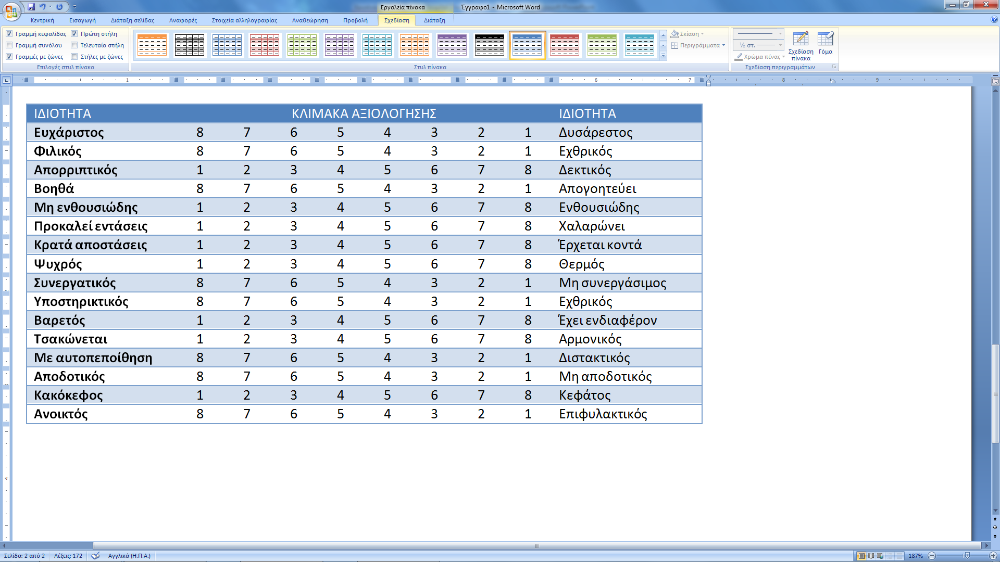 Εργαλεία πίνακα
Έγγραφο1 - Microsoft Word
Κεντρική Εισαγωγή Διάταξη σελίδας Αναφορές Στοιχεία αλληλογραφίας Αναθεώρηση Προβολή Σχεδίαση Διάταξη
Γραμμή κεφαλίδας Πρώτη στήλη
Γραμμή συνόλου Τελευταία στήλη
Γραμμές με ζώνες Στήλες με ζώνες
Επιλογές στυλ πίνακα
Στυλ πίνακα
Σκίαση
Περιγράμματα
½ στ.
Χρώμα πένας
Σχεδίαση πίνακα
Γόμα
Σχεδίαση περιγραμμάτων
1 6 7 8 9
ΙΔΙΟΤΗΤΑ ΚΛΙΜΑΚΑ ΑΞΙΟΛΟΓΗΣΗΣ ΙΔΙΟΤΗΤΑ
Ευχάριστος 8 7 6 5 4 3 2 1 Δυσάρεστος
Φιλικός 8 7 6 5 4 3 2 1 Εχθρικός
Απορριπτικός 1 2 3 4 5 6 7 8 Δεκτικός
Βοηθά 8 7 6 5 4 3 2 1 Απογοητεύει
Μη ενθουσιώδης 1 2 3 4 5 6 7 8 Ενθουσιώδης
Προκαλεί εντάσεις 1 2 3 4 5 6 7 8 Χαλαρώνει
Κρατά αποστάσεις 1 2 3 4 5 6 7 8 Έρχεται κοντά
Ψυχρός 1 2 3 4 5 6 7 8 Θερμός
Συνεργατικός 8 7 6 5 4 3 2 1 Μη συνεργάσιμος
Υποστηρικτικός 8 7 6 5 4 3 2 1 Εχθρικός
Βαρετός 1 2 3 4 5 6 7 8 Έχει ενδιαφέρον
Τσακώνεται 1 2 3 4 5 6 7 8 Αρμονικός
Με αυτοπεποίθηση 8 7 6 5 4 3 2 1 Διστακτικός
Αποδοτικός 8 7 6 5 4 3 2 1 Μη αποδοτικός
Κακόκεφος 1 2 3 4 5 6 7 8 Κεφάτος
Ανοικτός 8 7 6 5 4 3 2 1 Επιφυλακτικός
4
Σελίδα: 2 από 2 Λέξεις: 172 Αγγλικά (Η.Π.Α.) 187%